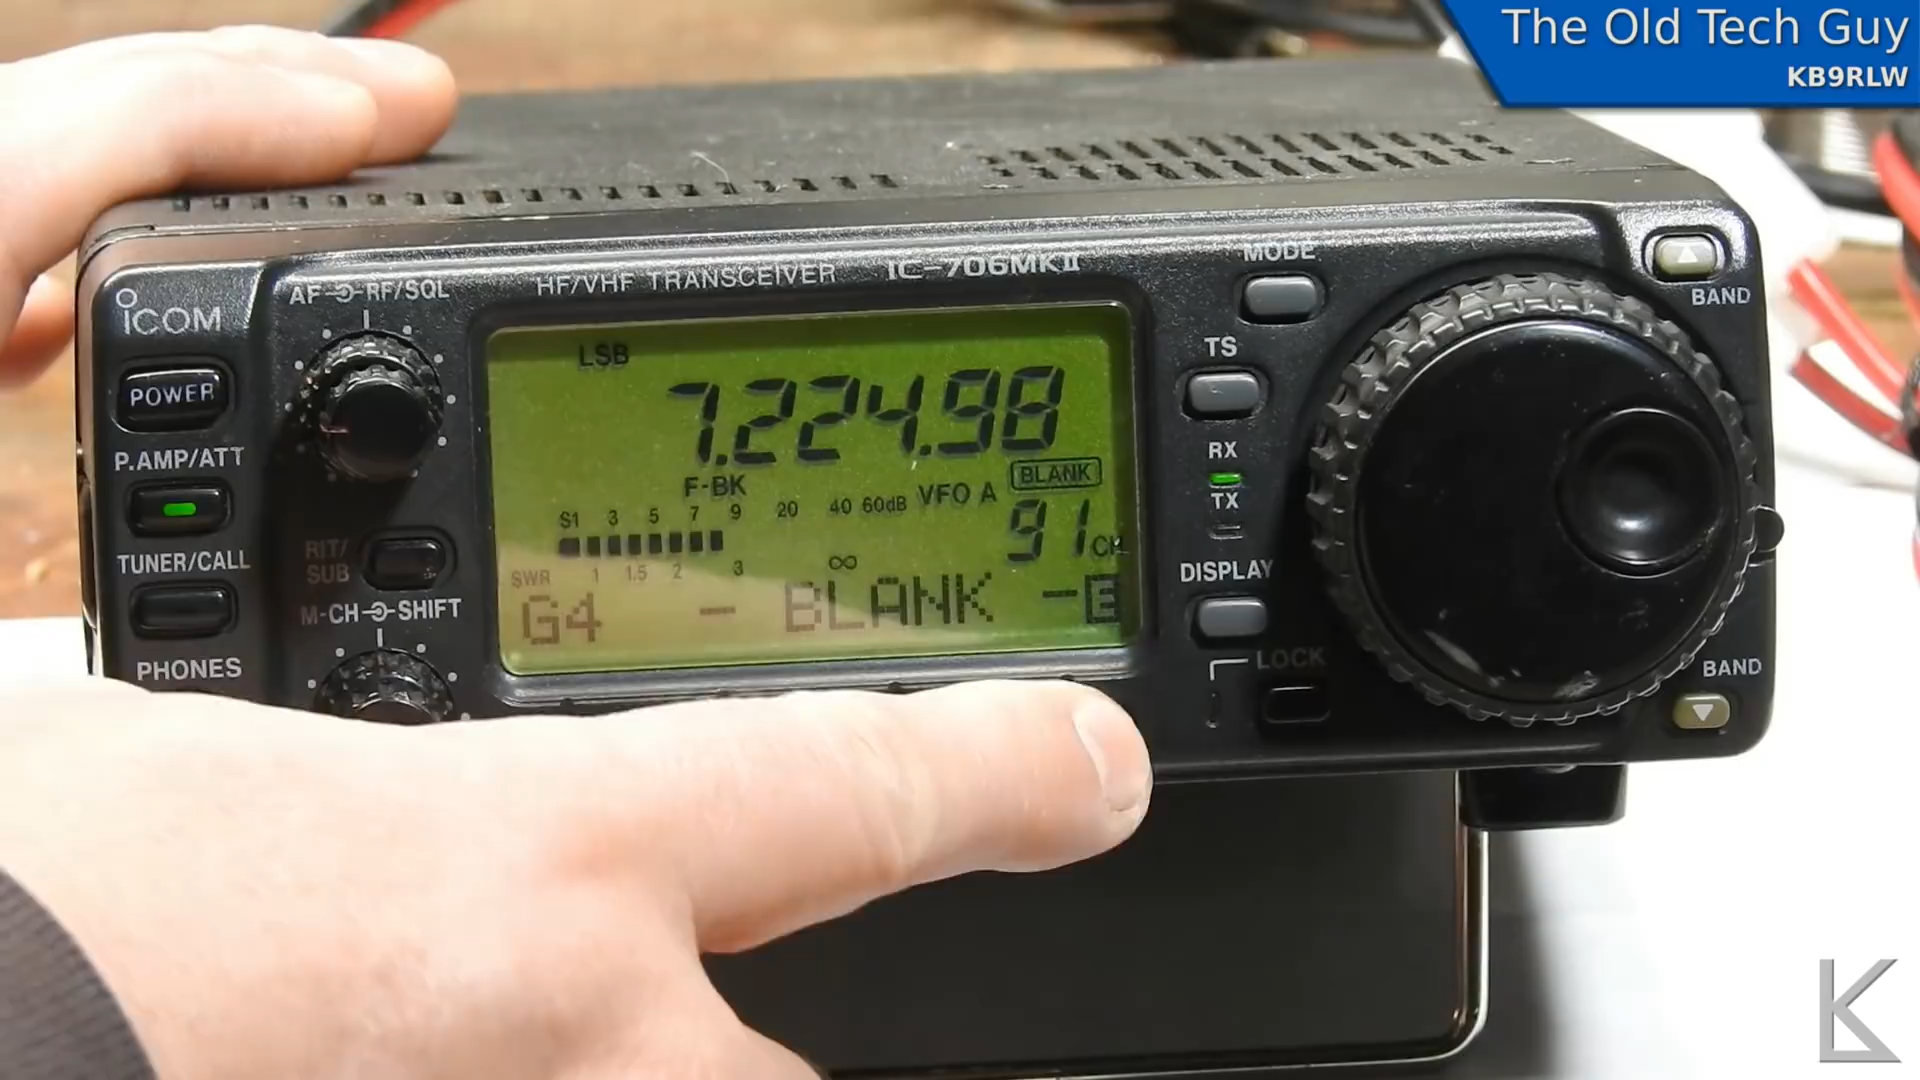 The Old Tech Guy
KB9RLW
ICOM
HF/VHF TRANSCEIVER IC-706MKII
AF RF/SQL
POWER
P.AMP/ATT
TUNER/CALL
RIT/
SUB
M-CH SHIFT
PHONES
LSB
7.224.98
F-BK
VFO A
BLANK
S1 3 5 7 9 20 40 60dB
91CH
SWR 1 1.5 2 3 ∞
G4 - BLANK -E
MODE
TS
RX
TX
DISPLAY
LOCK
BAND
BAND
K